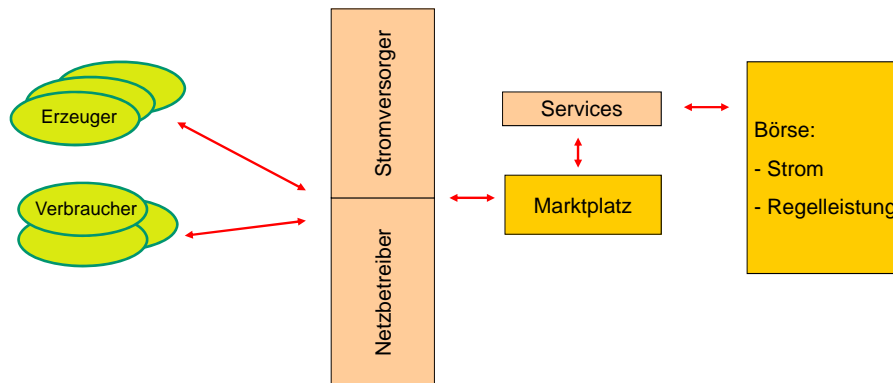 Erzeuger
Verbraucher
Stromversorger
Netzbetreiber
Services
Marktplatz
Börse:
- Strom
- Regelleistung